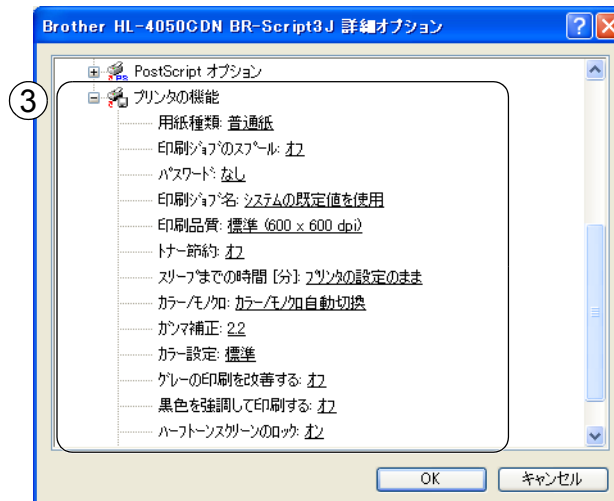 Brother HL-4050CDN BR-Script3J 詳細オプション
PostScript オプション
③
プリンタの機能
用紙種類: 普通紙
印刷ｼﾞｮﾌﾞのｽﾌﾟｰﾙ: ｵﾌ
ﾊﾟｽﾜｰﾄﾞ: なし
印刷ｼﾞｮﾌﾞ名: ｼｽﾃﾑの既定値を使用
印刷品質: 標準 (600 x 600 dpi)
ﾄﾅｰ節約: ｵﾌ
ｽﾘｰﾌﾟまでの時間 [分]: ﾌﾟﾘﾝﾀの設定のまま
ｶﾗｰ/ﾓﾉｸﾛ: ｶﾗｰ/ﾓﾉｸﾛ自動切換
ｶﾞﾝﾏ補正: 2.2
ｶﾗｰ設定: 標準
ｸﾞﾚｰの印刷を改善する: ｵﾌ
黒色を強調して印刷する: ｵﾌ
ﾊｰﾌﾄｰﾝｽｸﾘｰﾝのﾛｯｸ: ｵﾝ
OK
キャンセル